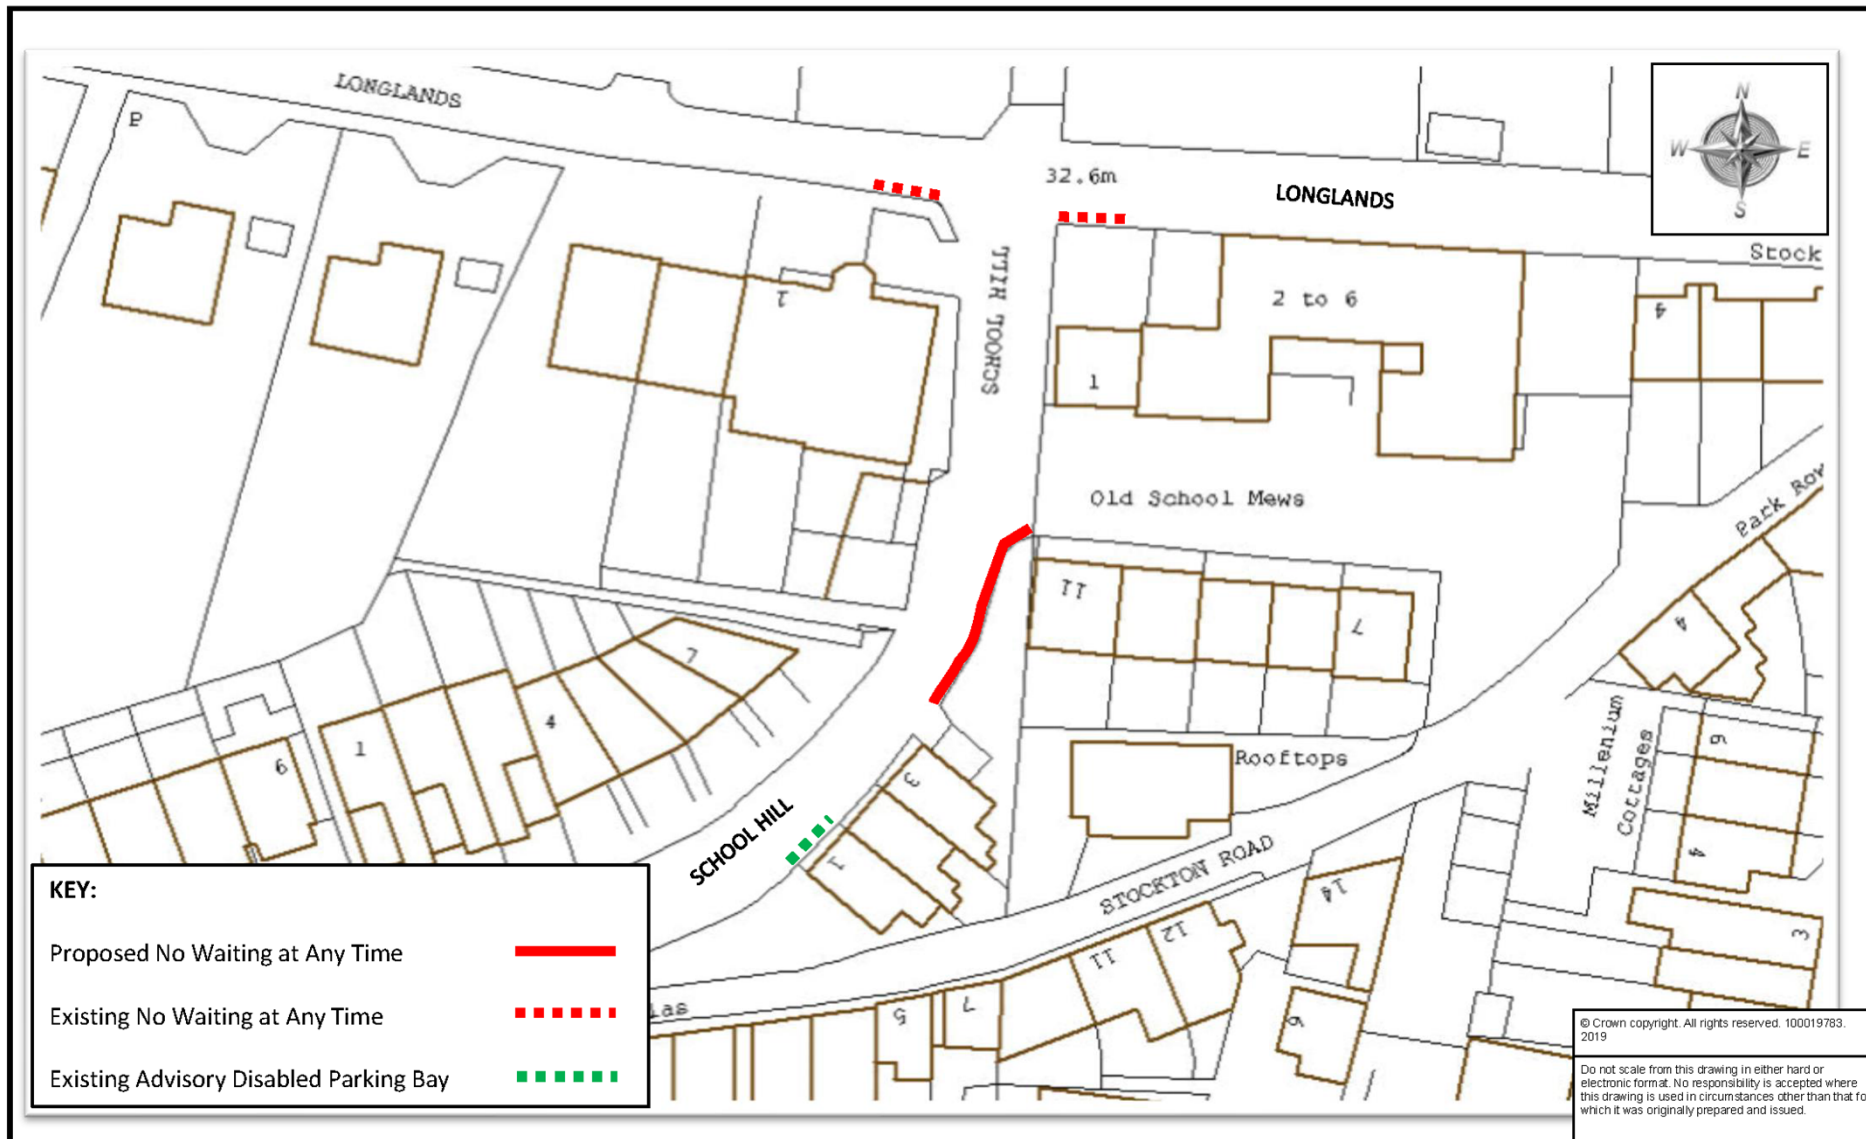 LONGLANDS
P
N
W
E
S
32.6m
LONGLANDS
Stock
SCHOOL HILL
1
2 to 6
4
1
Old School Mews
Park Row
11
7
4
7
4
1
6
Rooftops
Millenium
Cottages
6
4
3
1
SCHOOL HILL
STOCKTON ROAD
14
12
11
3
7
5
6
las
KEY:
Proposed No Waiting at Any Time
Existing No Waiting at Any Time
Existing Advisory Disabled Parking Bay
© Crown copyright. All rights reserved. 100019783.
2019
Do not scale from this drawing in either hard or
electronic format. No responsibility is accepted where
this drawing is used in circumstances other than that fo
which it was originally prepared and issued.